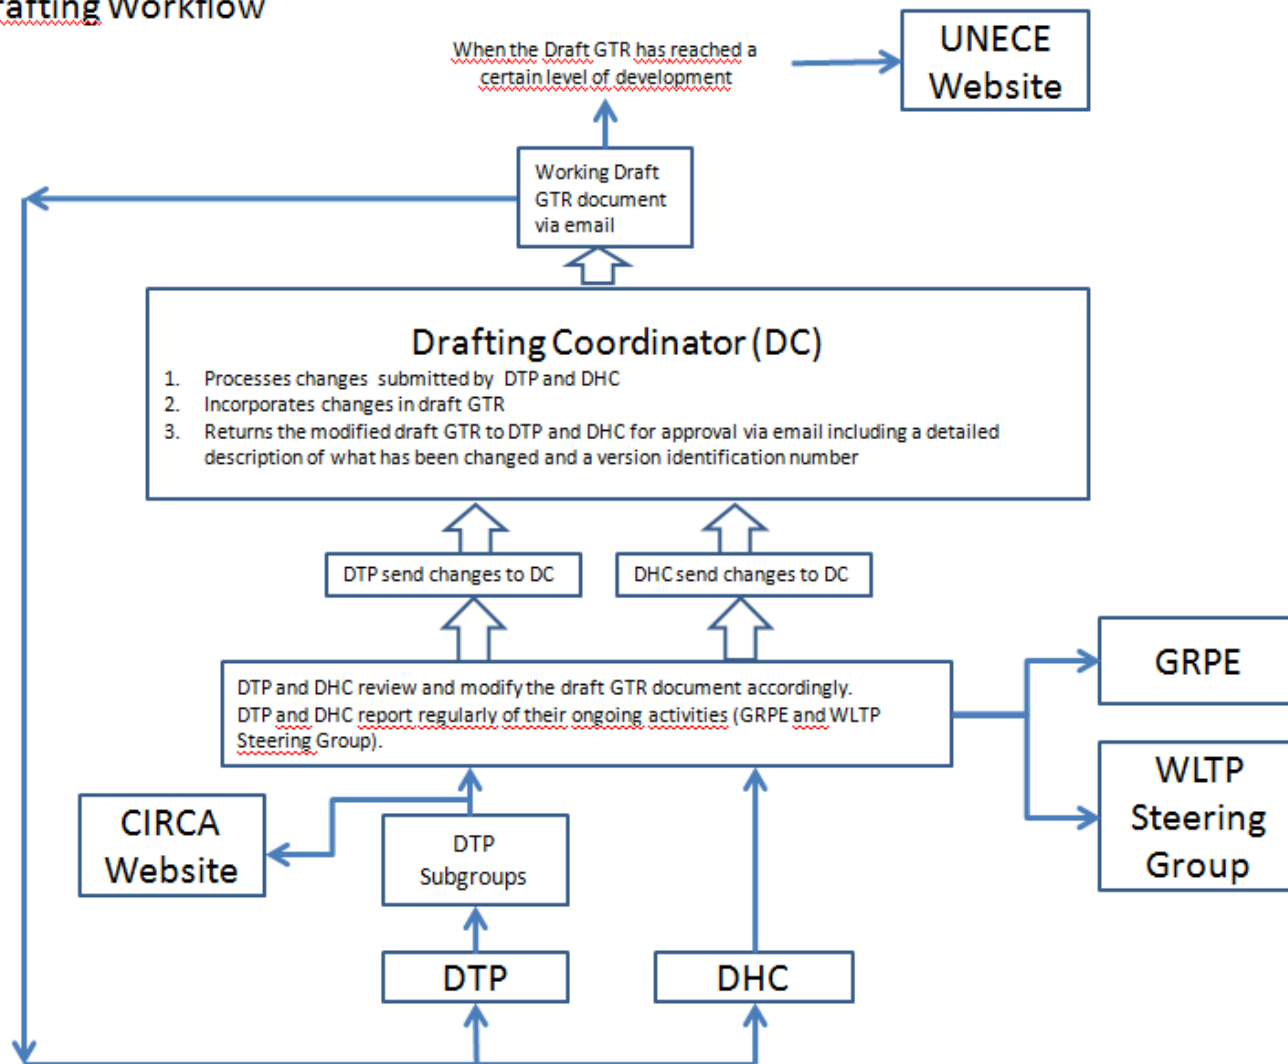 rafting Workflow
When the Draft GTR has reached a
certain level of development
UNECE
Website
Working Draft
GTR document
via email
Drafting Coordinator (DC)
1. Processes changes submitted by DTP and DHC
2. Incorporates changes in draft GTR
3. Returns the modified draft GTR to DTP and DHC for approval via email including a detailed
description of what has been changed and a version identification number
DTP send changes to DC
DHC send changes to DC
DTP and DHC review and modify the draft GTR document accordingly.
DTP and DHC report regularly of their ongoing activities (GRPE and WLTP
Steering Group).
GRPE
WLTP
Steering
Group
CIRCA
Website
DTP
Subgroups
DTP
DHC